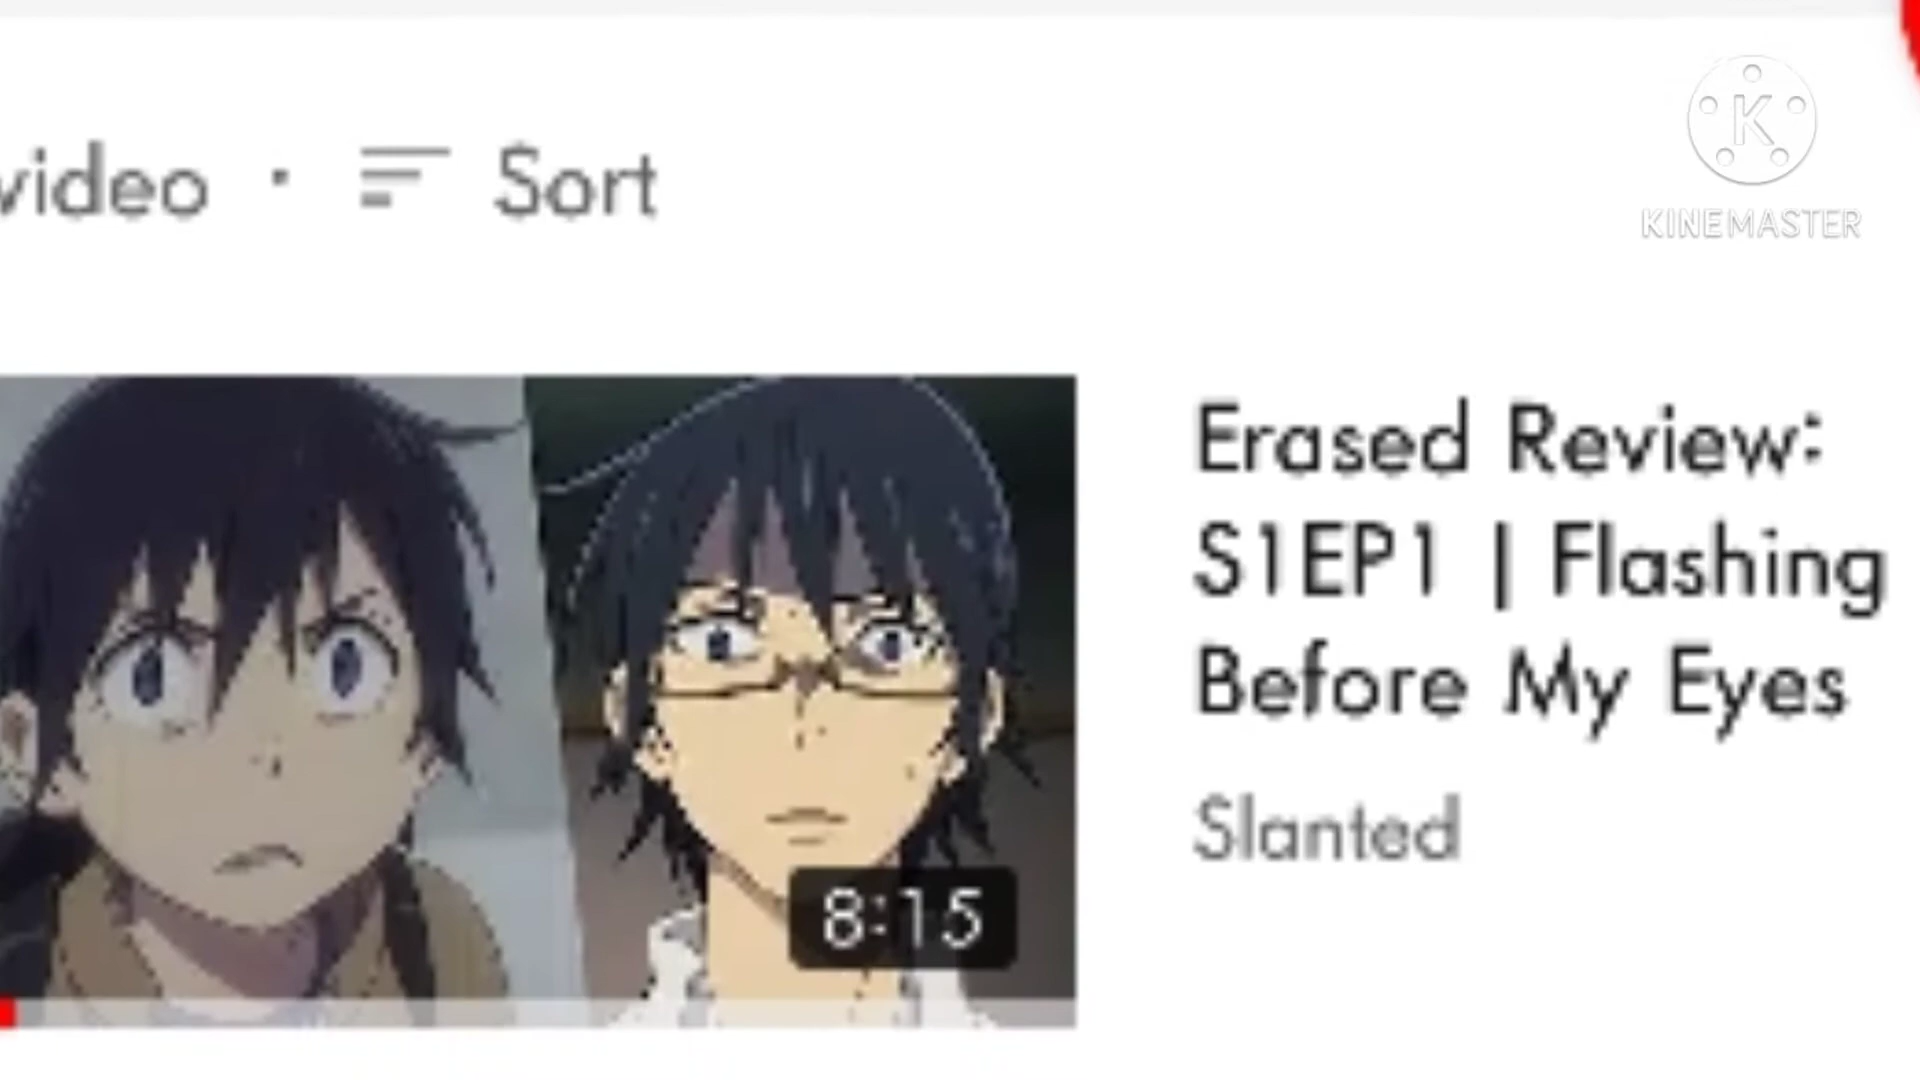 video · Sort
K
KINEMASTER
Erased Review:
S1EP1 | Flashing
Before My Eyes
Slanted
8:15